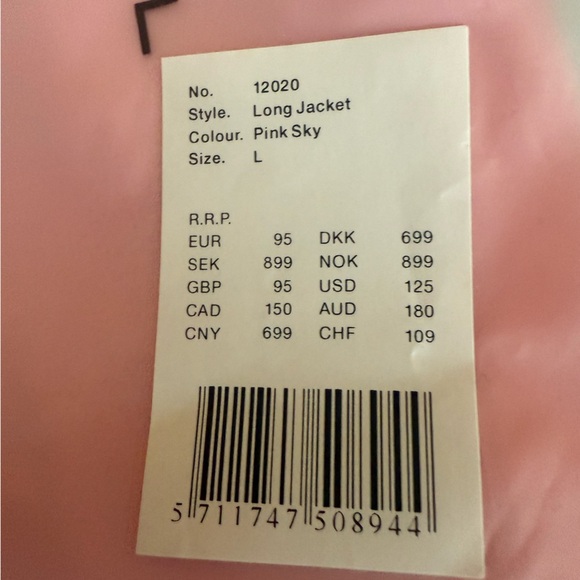 No. 12020
Style. Long Jacket
Colour. Pink Sky
Size. L
R.R.P.
EUR 95 DKK 699
SEK 899 NOK 899
GBP 95 USD 125
CAD 150 AUD 180
CNY 699 CHF 109
5 711747 508944